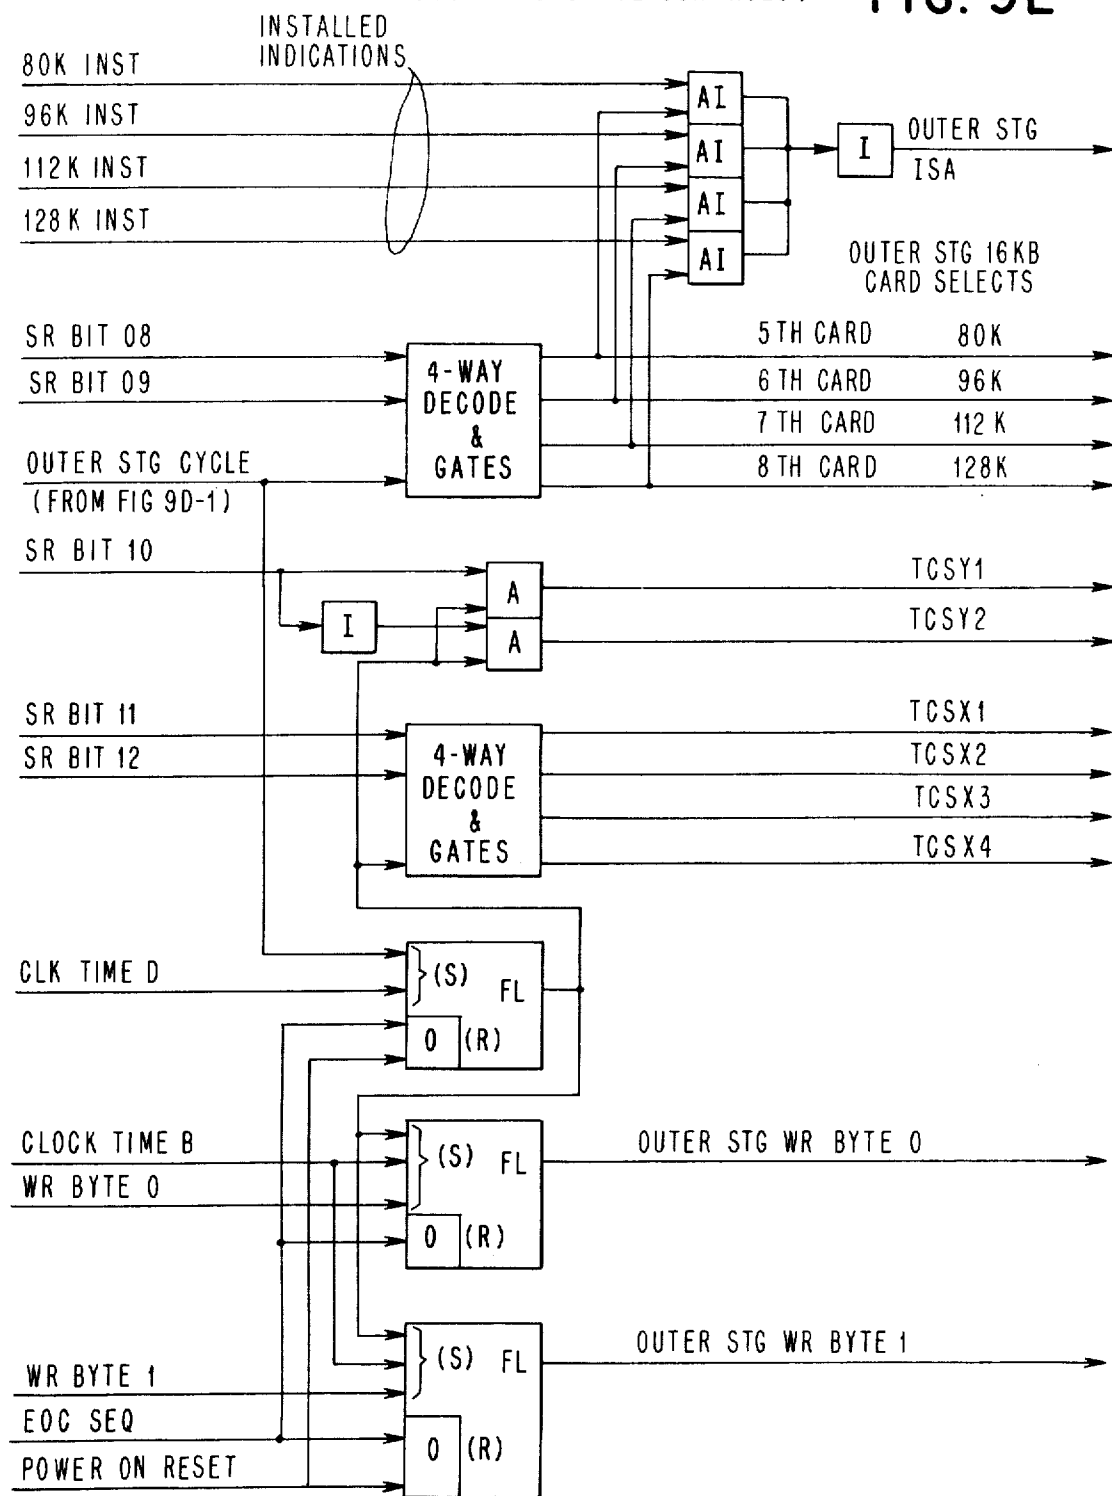 FIG. 9E
INSTALLED
INDICATIONS
80K INST
96K INST
112K INST
128K INST
AI
AI
AI
AI
I
OUTER STG
ISA
OUTER STG 16KB
CARD SELECTS
SR BIT 08
SR BIT 09
OUTER STG CYCLE
(FROM FIG 9D-1)
4-WAY
DECODE
&
GATES
5TH CARD 80K
6TH CARD 96K
7TH CARD 112K
8TH CARD 128K
SR BIT 10
I
A
A
TCSY1
TCSY2
SR BIT 11
SR BIT 12
4-WAY
DECODE
&
GATES
TCSX1
TCSX2
TCSX3
TCSX4
CLK TIME D
(S) FL
O (R)
CLOCK TIME B
WR BYTE 0
(S) FL
O (R)
OUTER STG WR BYTE 0
WR BYTE 1
EOC SEQ
POWER ON RESET
(S) FL
O (R)
OUTER STG WR BYTE 1